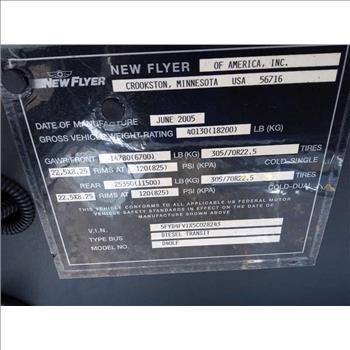 NEW FLYER
NEW FLYER OF AMERICA, INC.
CROOKSTON, MINNESOTA USA 56716
DATE OF MANUFACTURE JUNE 2005
GROSS VEHICLE WEIGHT RATING 40130(18200) LB (KG)
GAWR/FRONT 14780(6700) LB (KG) 305/70R22.5 TIRES
22.5X8.25 RIMS AT 120(825) PSI (KPA) COLD-SINGLE
REAR 25350(11500) LB (KG) 305/70R22.5 TIRES
22.5X8.25 RIMS AT 120(825) PSI (KPA) COLD-DUAL
THIS VEHICLE CONFORMS TO ALL APPLICABLE US FEDERAL MOTOR
VEHICLE SAFETY STANDARDS IN EFFECT ON THE DATE OF
MANUFACTURE SHOWN ABOVE.
V.I.N. 5FYD4FV1X5C028243
TYPE BUS DIESEL TRANSIT
MODEL NO. D40LF